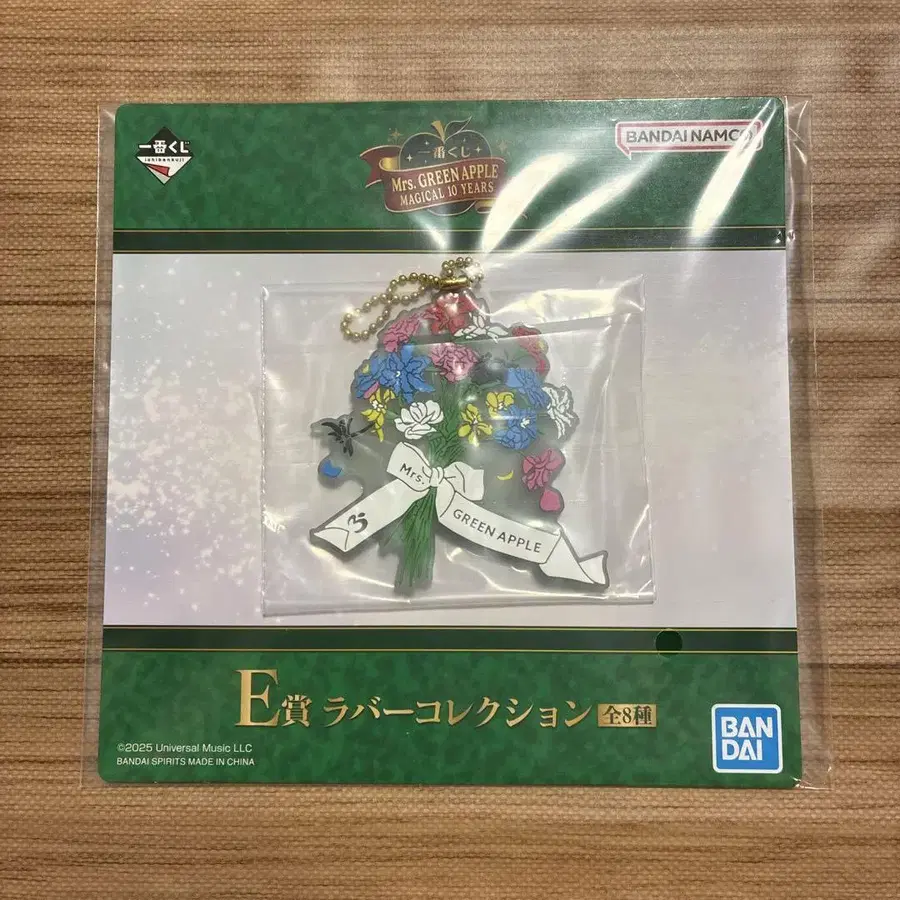 一番くじ
ichibankuji
一番くじ
Mrs. GREEN APPLE
MAGICAL 10 YEARS
BANDAI NAMCO
Mrs.
GREEN APPLE
E賞 ラバーコレクション 全8種
©2025 Universal Music LLC
BANDAI SPIRITS MADE IN CHINA
BAN
DAI